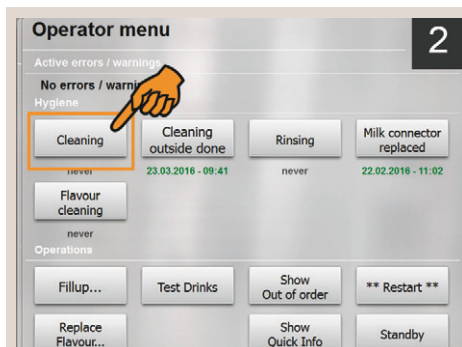 Operator menu
2
Active errors / warnings
No errors / warni
Hygiene
Cleaning
Cleaning
outside done
Rinsing
Milk connector
replaced
never
23.03.2016 - 09:41
never
22.02.2016 - 11:02
Flavour
cleaning
never
Operations
Fillup...
Test Drinks
Show
Out of order
** Restart **
Replace
Flavour...
Show
Quick Info
Standby